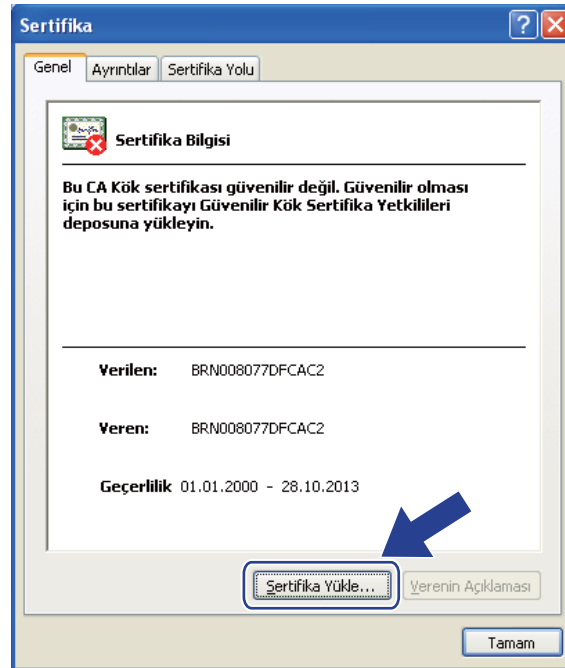 Sertifika
Genel Ayrıntılar Sertifika Yolu
Sertifika Bilgisi
Bu CA Kök sertifikası güvenilir değil. Güvenilir olması
için bu sertifikayı Güvenilir Kök Sertifika Yetkilileri
deposuna yükleyin.
Verilen: BRN008077DFCAC2
Veren: BRN008077DFCAC2
Geçerlilik 01.01.2000 - 28.10.2013
Sertifika Yükle... Verenin Açıklaması
Tamam